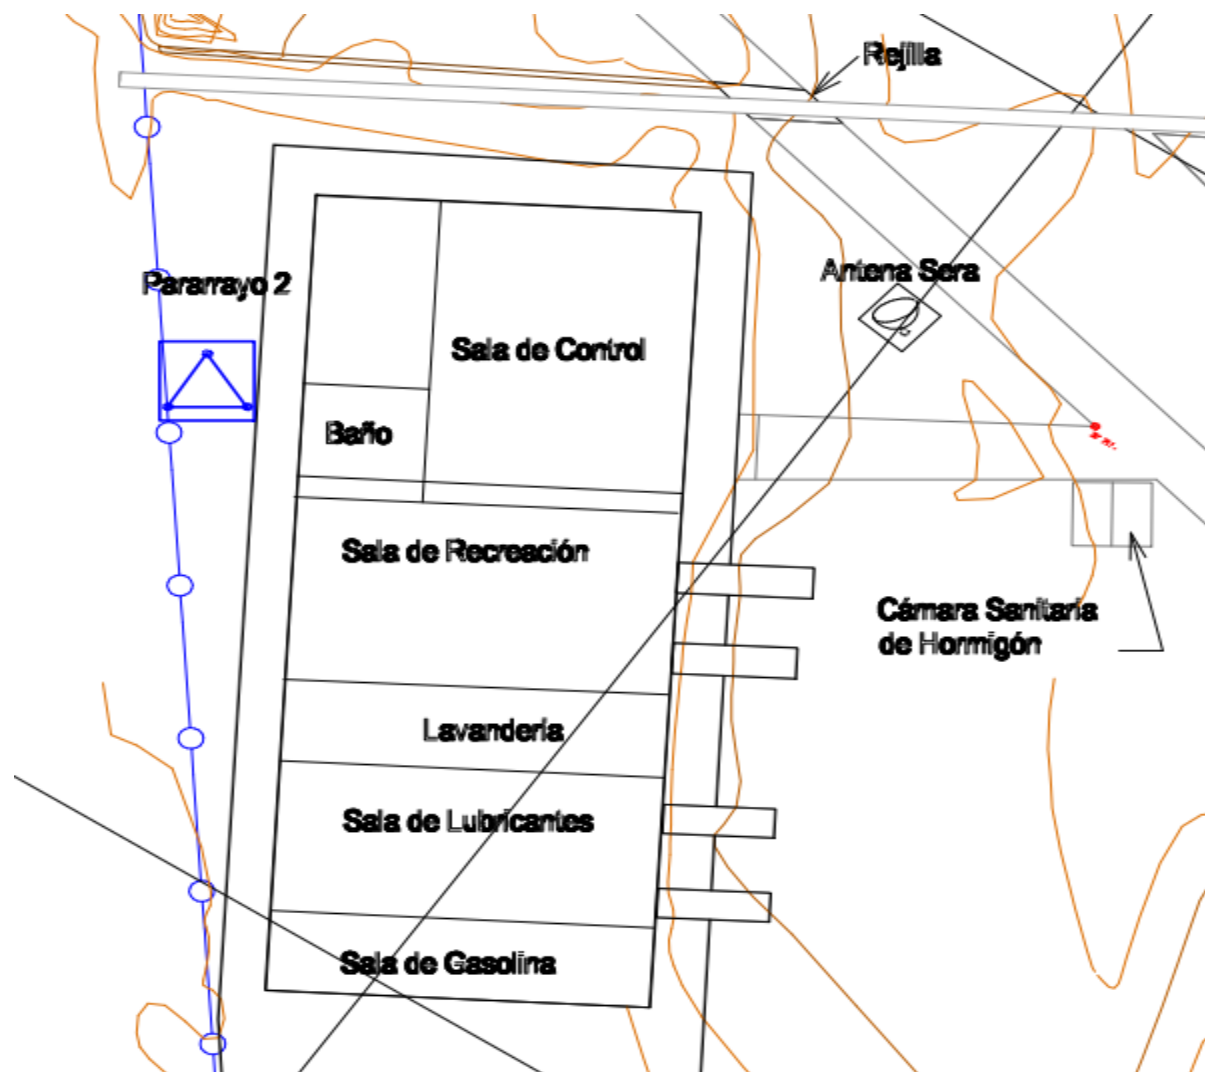 Rejilla
Antena Sera
Pararrayo 2
Sala de Control
Baño
Sala de Recreación
Cámara Sanitaria
de Hormigón
Lavandería
Sala de Lubricantes
Sala de Gasolina